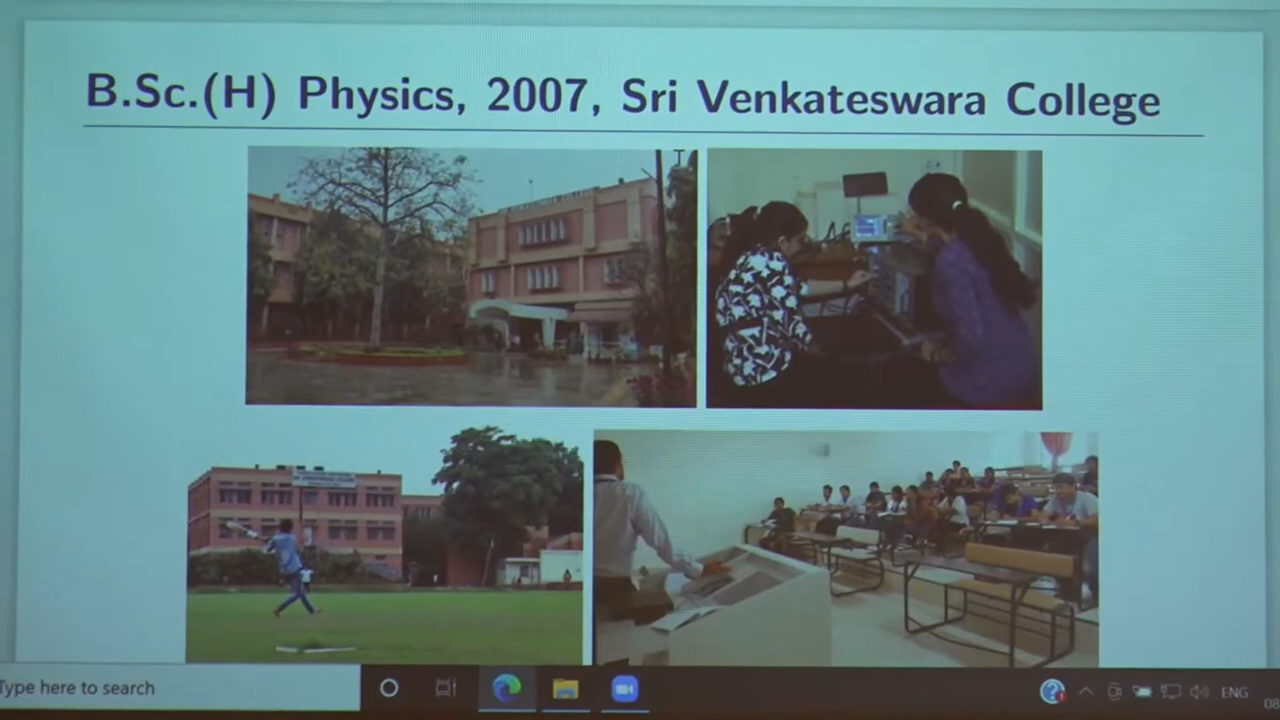 B.Sc.(H) Physics, 2007, Sri Venkateswara College
Type here to search
ENG